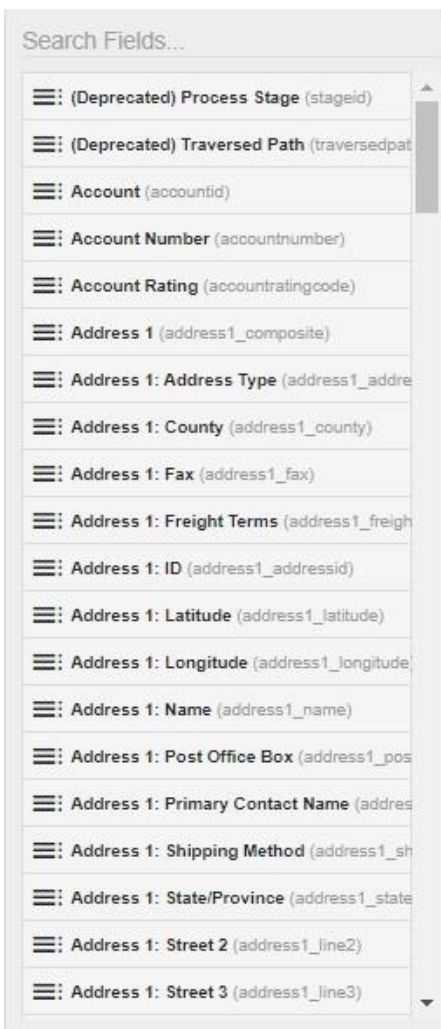 Search Fields...
(Deprecated) Process Stage (stageid)
(Deprecated) Traversed Path (traversedpat
Account (accountid)
Account Number (accountnumber)
Account Rating (accountratingcode)
Address 1 (address1_composite)
Address 1: Address Type (address1_addre
Address 1: County (address1_county)
Address 1: Fax (address1_fax)
Address 1: Freight Terms (address1_freigh
Address 1: ID (address1_addressid)
Address 1: Latitude (address1_latitude)
Address 1: Longitude (address1_longitude)
Address 1: Name (address1_name)
Address 1: Post Office Box (address1_pos
Address 1: Primary Contact Name (addres
Address 1: Shipping Method (address1_sh
Address 1: State/Province (address1_state
Address 1: Street 2 (address1_line2)
Address 1: Street 3 (address1_line3)